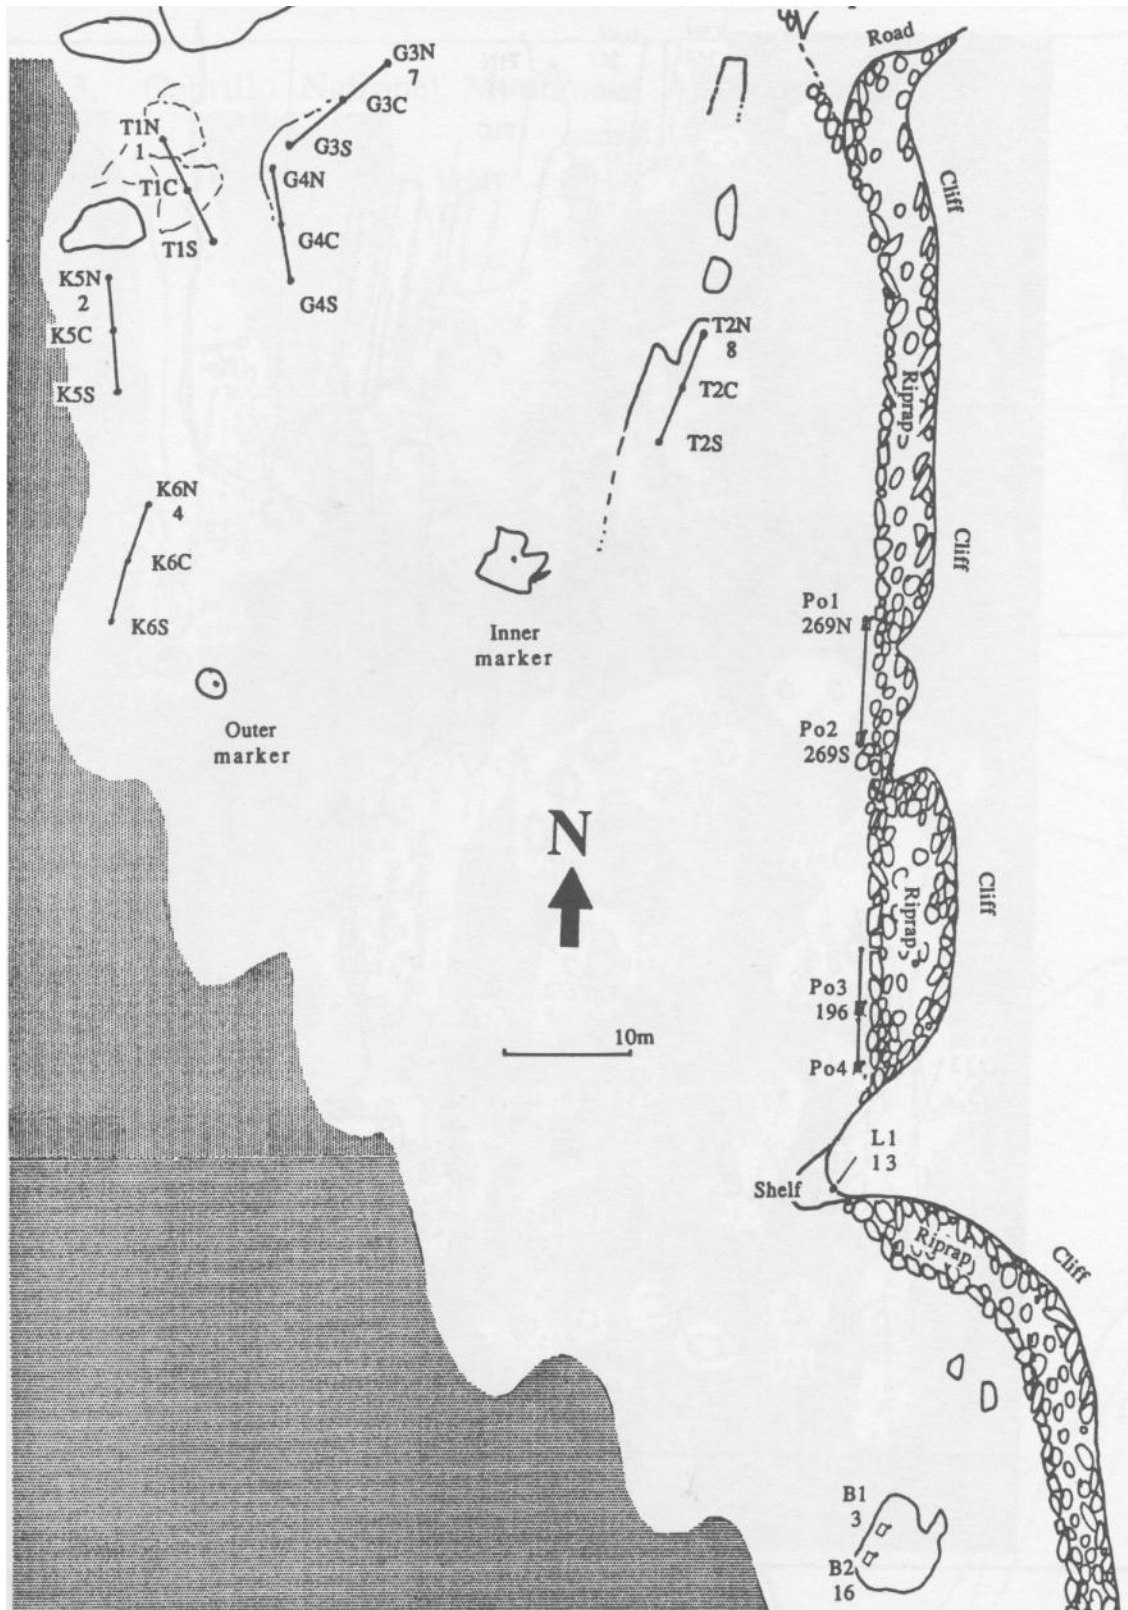 Road
G3N
7
G3C
T1N
1
G3S
G4N
T1C
Cliff
G4C
T1S
K5N
2
G4S
K5C
T2N
8
K5S
T2C
Riprap
T2S
K6N
4
K6C
Cliff
K6S
Inner
marker
Po1
269N
Outer
marker
Po2
269S
N
Cliff
Riprap
Po3
196
10m
Po4
L1
13
Shelf
Riprap
Cliff
B1
3
B2
16